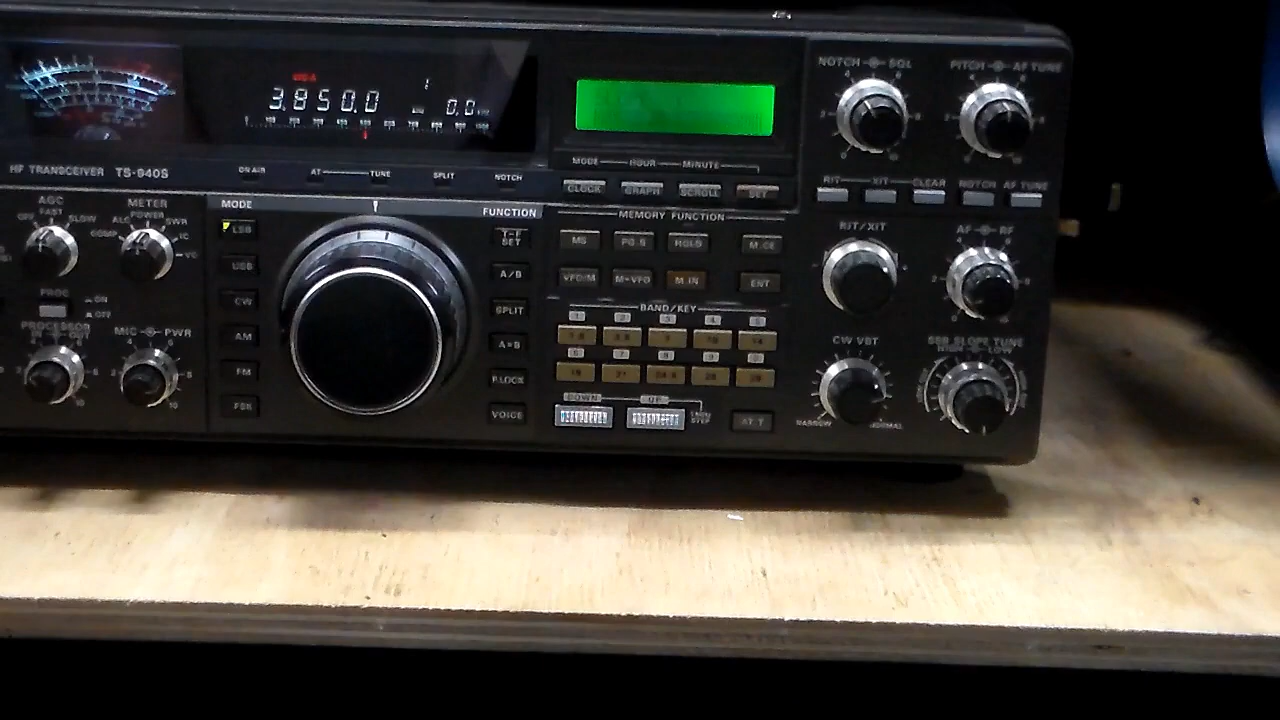 NOTCH SQL PITCH AF TUNE
3.850.0 0.0
HF TRANSCEIVER TS-940S
ON AIR AT TUNE SPLIT NOTCH
MODE HOUR MINUTE
CLOCK GRAPH SCROLL SET
RIT XIT CLEAR NOTCH AF TUNE
AGC METER
OFF FAST SLOW ALC POWER SWR
COMP IC VC
MODE FUNCTION
LSB
USB
CW
AM
FM
FSK
T-F SET
A/B
SPLIT
A=B
F.LOCK
VOICE
MEMORY FUNCTION
MS PO.S HOLD M.CE
VFO/M M▸VFO M.IN ENT
BAND/KEY
1 2 3 4 5
1.8 3.5 7 10 14
6 7 8 9 0
18 21 24.5 28 29
DOWN UP 1MHz STEP
AT T
RIT/XIT AF RF
CW VBT SSB SLOPE TUNE
HIGH LOW
NARROW NORMAL
PROC
ON
OFF
PROCESSOR MIC PWR
IN OUT